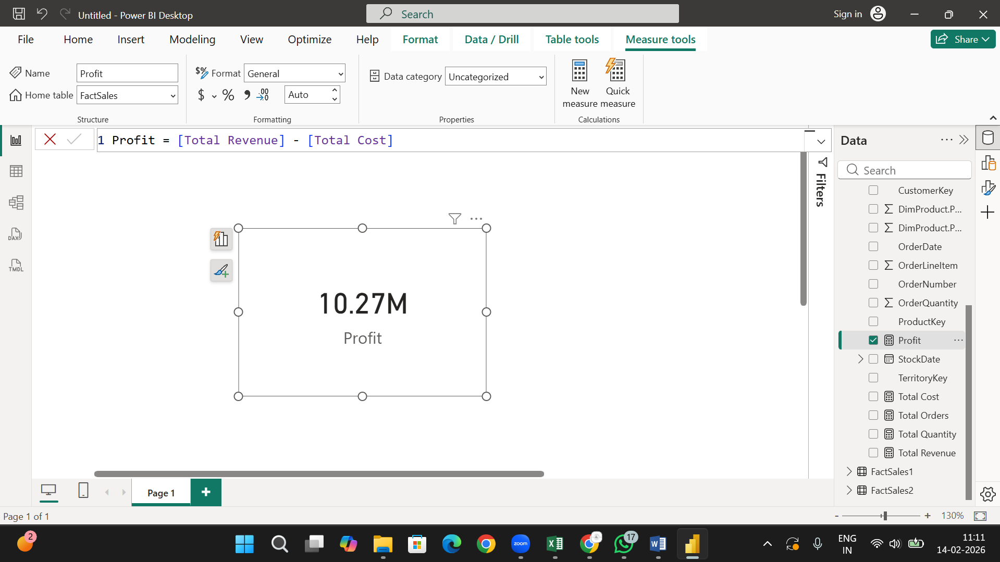 Untitled - Power BI Desktop
Search
Sign in
File
Home
Insert
Modeling
View
Optimize
Help
Format
Data / Drill
Table tools
Measure tools
Share
Name
Profit
Home table
FactSales
Structure
$% Format
General
$ % 9 .00
Auto
Formatting
Data category
Uncategorized
Properties
New measure
Quick measure
Calculations
1 Profit = [Total Revenue] - [Total Cost]
DAX
TMDL
10.27M
Profit
Filters
Data
Search
CustomerKey
DimProduct.P...
DimProduct.P...
OrderDate
OrderLineItem
OrderNumber
OrderQuantity
ProductKey
Profit
StockDate
TerritoryKey
Total Cost
Total Orders
Total Quantity
Total Revenue
FactSales1
FactSales2
Page 1
Page 1 of 1
- + 130%
2
zoom
17
ENG
IN
11:11
14-02-2026